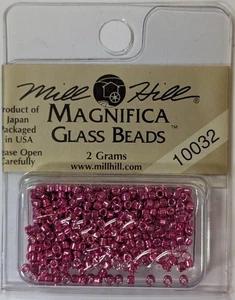 Mill Hill
MAGNIFICA™
GLASS BEADS
Product of
Japan
Packaged
in USA
Please Open
Carefully
2 Grams
www.millhill.com
10032